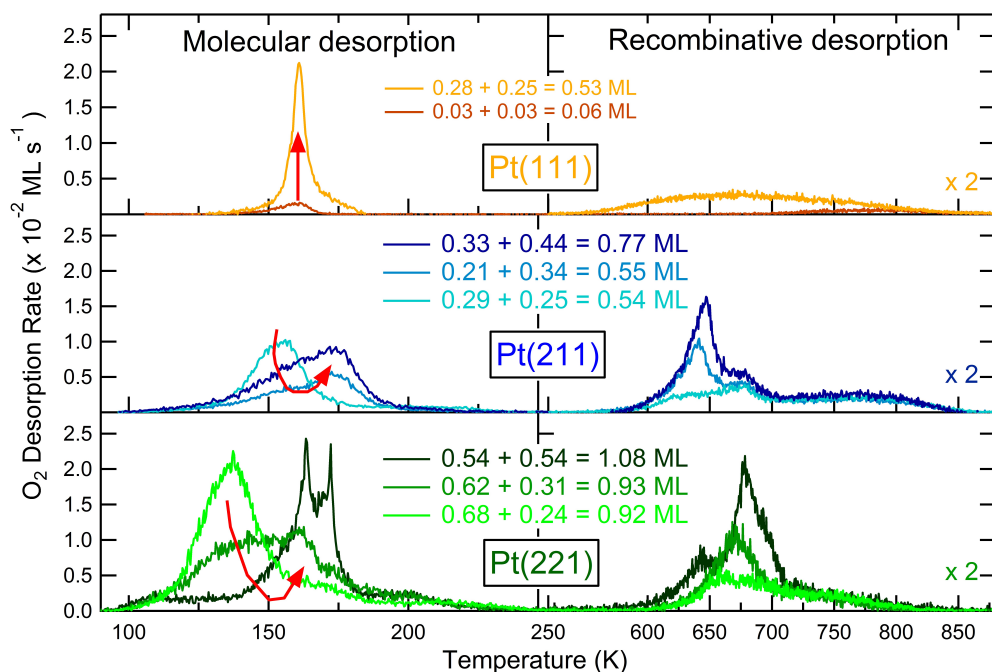 Molecular desorption
Recombinative desorption
2.5
2.0
1.5
1.0
0.5
0.28 + 0.25 = 0.53 ML
0.03 + 0.03 = 0.06 ML
Pt(111)
x 2
2.5
2.0
1.5
1.0
0.5
0.33 + 0.44 = 0.77 ML
0.21 + 0.34 = 0.55 ML
0.29 + 0.25 = 0.54 ML
Pt(211)
x 2
2.5
2.0
1.5
1.0
0.5
0.0
0.54 + 0.54 = 1.08 ML
0.62 + 0.31 = 0.93 ML
0.68 + 0.24 = 0.92 ML
Pt(221)
x 2
O₂ Desorption Rate (x 10⁻² ML s⁻¹)
100 150 200 250 600 650 700 750 800 850
Temperature (K)